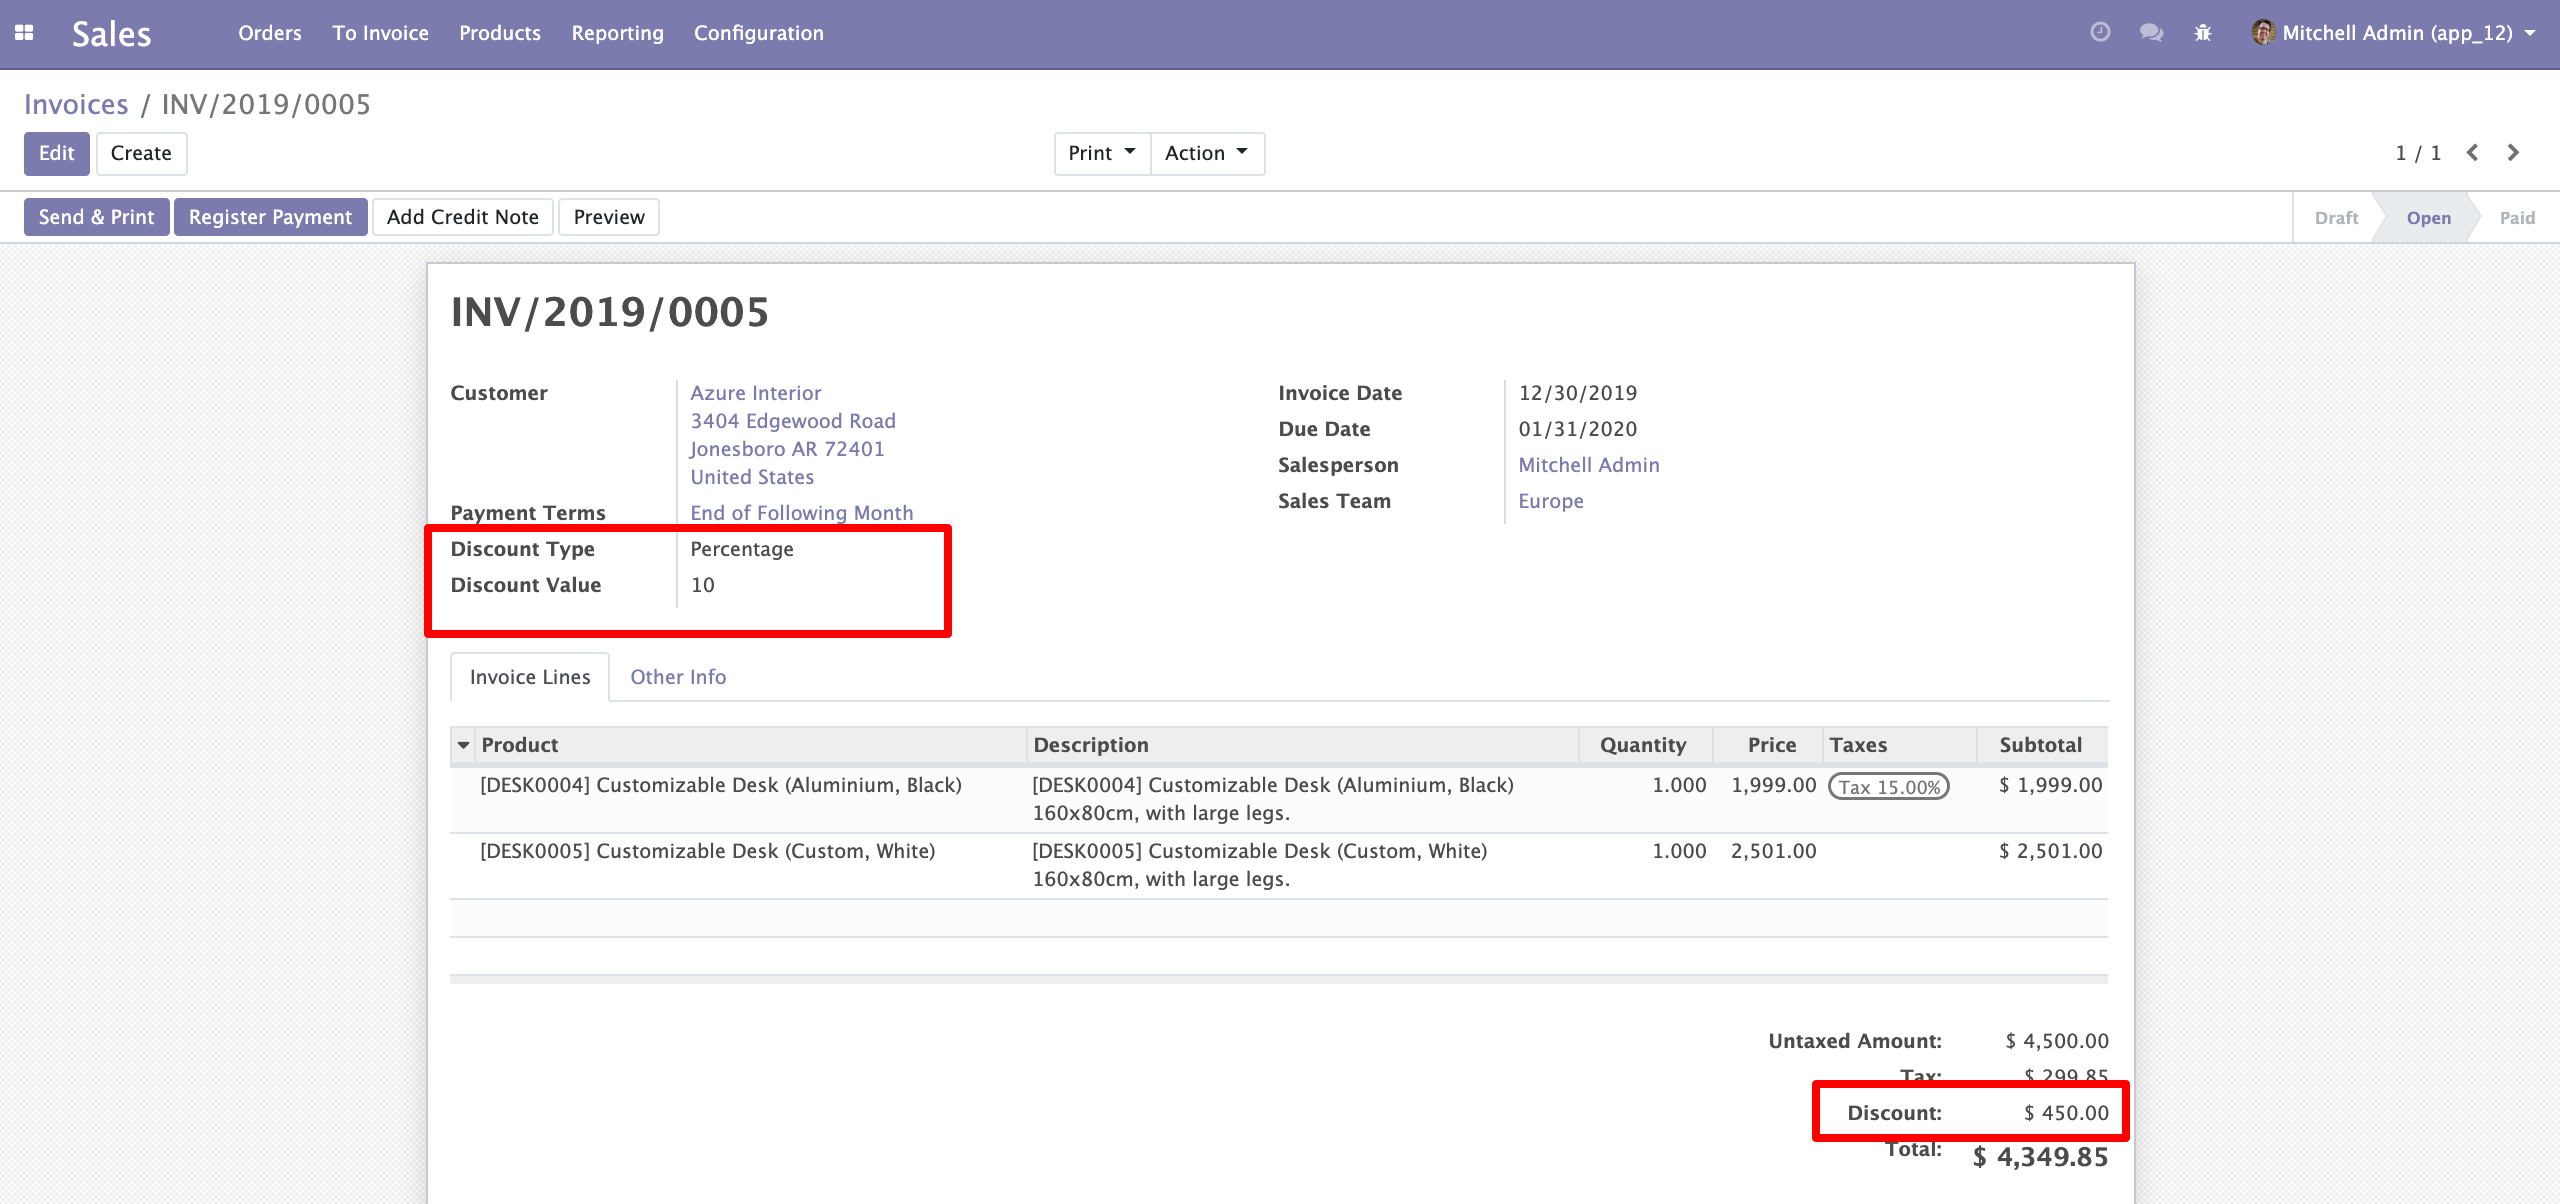 Sales Orders To Invoice Products Reporting Configuration Mitchell Admin (app_12)
Invoices / INV/2019/0005
Edit Create Print Action 1 / 1
Send & Print Register Payment Add Credit Note Preview Draft Open Paid
INV/2019/0005
Customer Azure Interior Invoice Date 12/30/2019
3404 Edgewood Road Due Date 01/31/2020
Jonesboro AR 72401 Salesperson Mitchell Admin
United States Sales Team Europe
Payment Terms End of Following Month
Discount Type Percentage
Discount Value 10
Invoice Lines Other Info
Product Description Quantity Price Taxes Subtotal
[DESK0004] Customizable Desk (Aluminium, Black) [DESK0004] Customizable Desk (Aluminium, Black) 1.000 1,999.00 Tax 15.00% $ 1,999.00
160x80cm, with large legs.
[DESK0005] Customizable Desk (Custom, White) [DESK0005] Customizable Desk (Custom, White) 1.000 2,501.00 $ 2,501.00
160x80cm, with large legs.
Untaxed Amount: $ 4,500.00
Tax: $ 299.85
Discount: $ 450.00
Total: $ 4,349.85